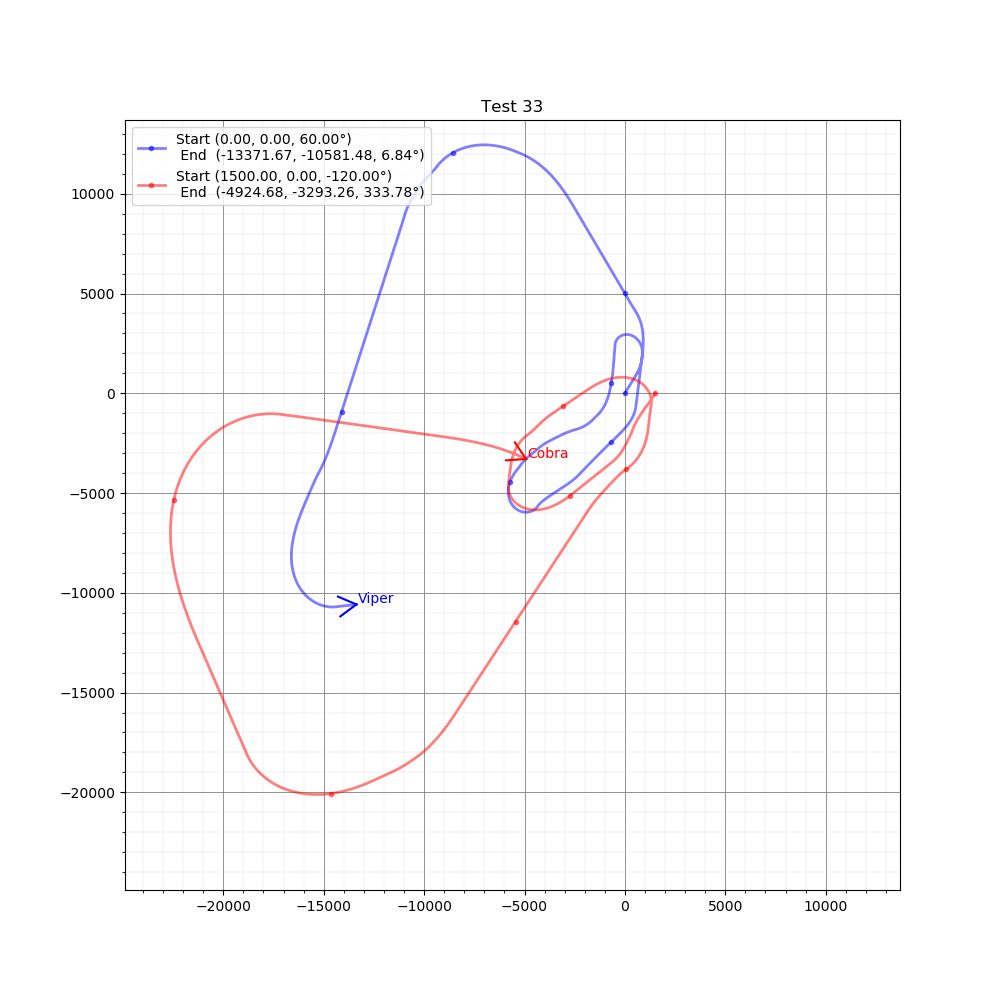 Test 33
Start (0.00, 0.00, 60.00°)
End (-13371.67, -10581.48, 6.84°)
Start (1500.00, 0.00, -120.00°)
End (-4924.68, -3293.26, 333.78°)
10000
5000
0
−5000
−10000
−15000
−20000
Cobra
Viper
−20000 −15000 −10000 −5000 0 5000 10000